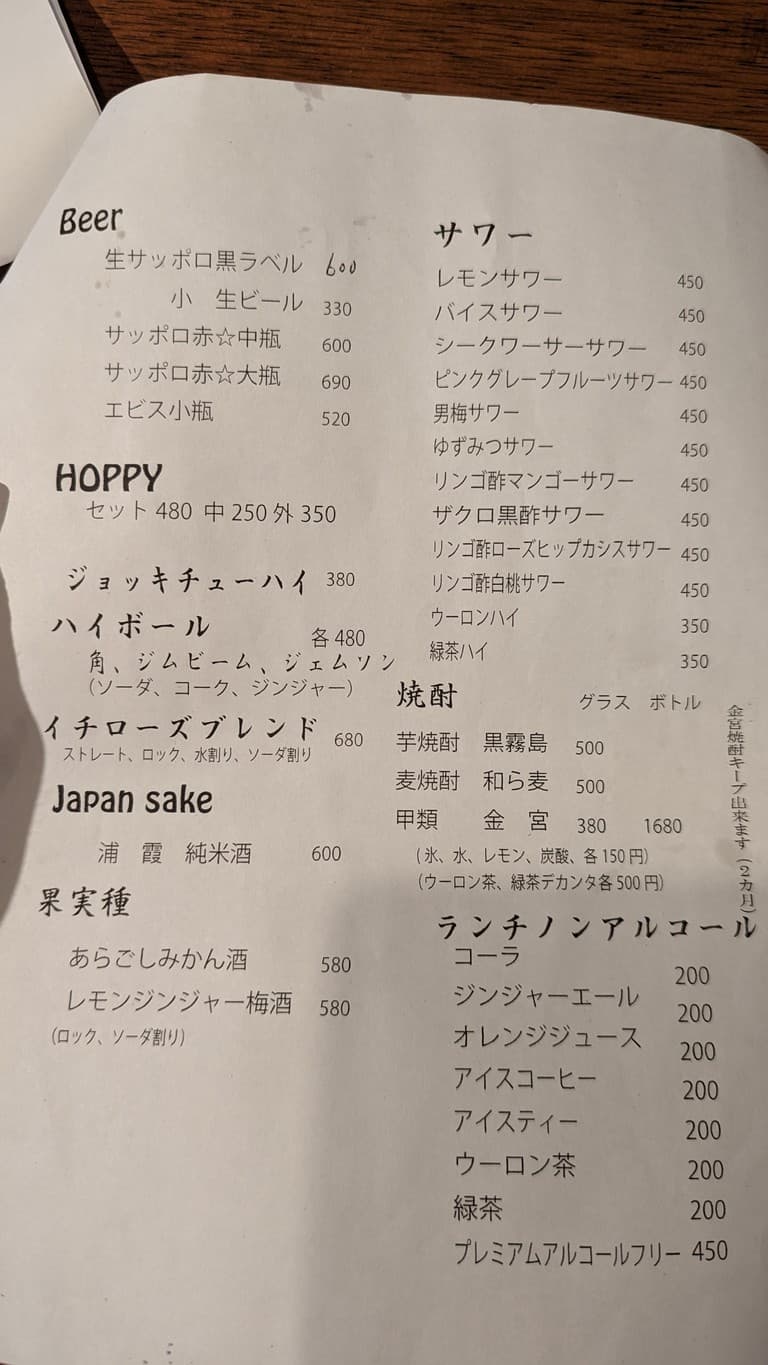 Beer
生サッポロ黒ラベル 600
小 生ビール 330
サッポロ赤☆中瓶 600
サッポロ赤☆大瓶 690
エビス小瓶 520
HOPPY
セット 480 中 250 外 350
ジョッキチューハイ 380
ハイボール 各 480
角、ジムビーム、ジェムソン
（ソーダ、コーク、ジンジャー）
イチローズブレンド 680
ストレート、ロック、水割り、ソーダ割り
Japan sake
浦 霞 純米酒 600
果実種
あらごしみかん酒 580
レモンジンジャー梅酒 580
（ロック、ソーダ割り）
サワー
レモンサワー 450
バイスサワー 450
シークワーサーサワー 450
ピンクグレープフルーツサワー 450
男梅サワー 450
ゆずみつサワー 450
リンゴ酢マンゴーサワー 450
ザクロ黒酢サワー 450
リンゴ酢ローズヒップカシスサワー 450
リンゴ酢白桃サワー 450
ウーロンハイ 350
緑茶ハイ 350
焼酎 グラス ボトル
芋焼酎 黒霧島 500
麦焼酎 和ら麦 500
甲類 金 宮 380 1680
（氷、水、レモン、炭酸、各 150 円）
（ウーロン茶、緑茶デカンタ各 500 円）
金宮焼酎キープ出来ます（2カ月）
ランチノンアルコール
コーラ 200
ジンジャーエール 200
オレンジジュース 200
アイスコーヒー 200
アイスティー 200
ウーロン茶 200
緑茶 200
プレミアムアルコールフリー 450